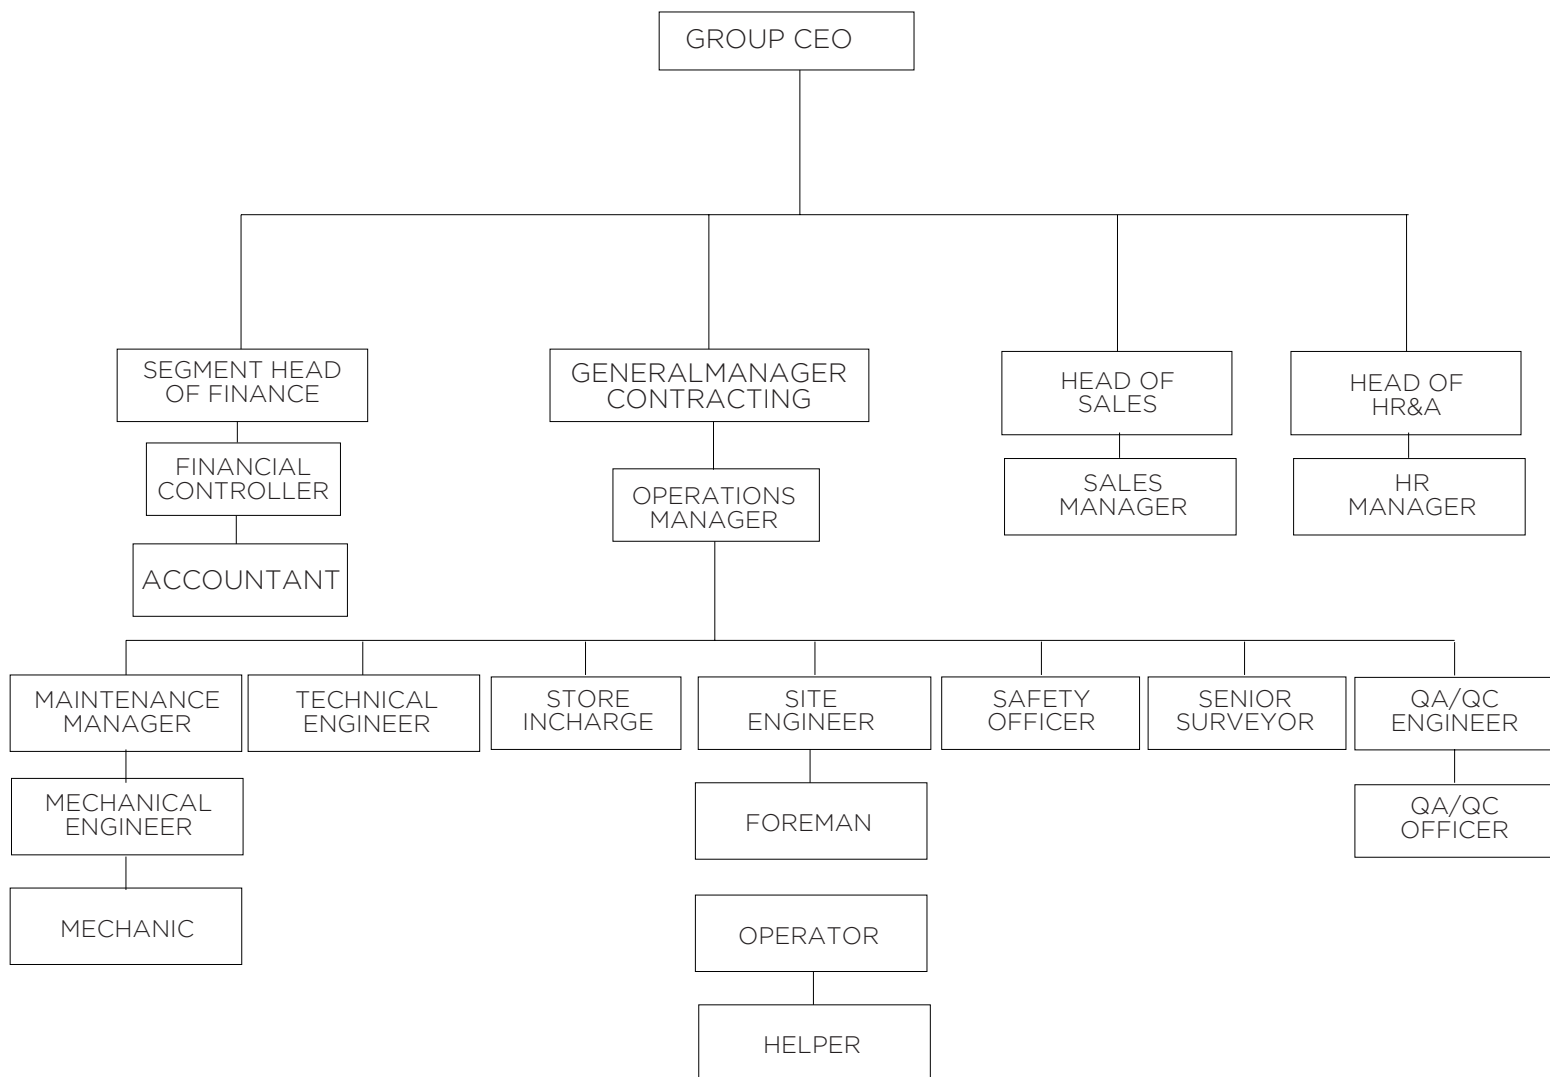 GROUP CEO
SEGMENT HEAD
OF FINANCE
GENERALMANAGER
CONTRACTING
HEAD OF
SALES
HEAD OF
HR&A
FINANCIAL
CONTROLLER
OPERATIONS
MANAGER
SALES
MANAGER
HR
MANAGER
ACCOUNTANT
MAINTENANCE
MANAGER
TECHNICAL
ENGINEER
STORE
INCHARGE
SITE
ENGINEER
SAFETY
OFFICER
SENIOR
SURVEYOR
QA/QC
ENGINEER
MECHANICAL
ENGINEER
FOREMAN
QA/QC
OFFICER
MECHANIC
OPERATOR
HELPER